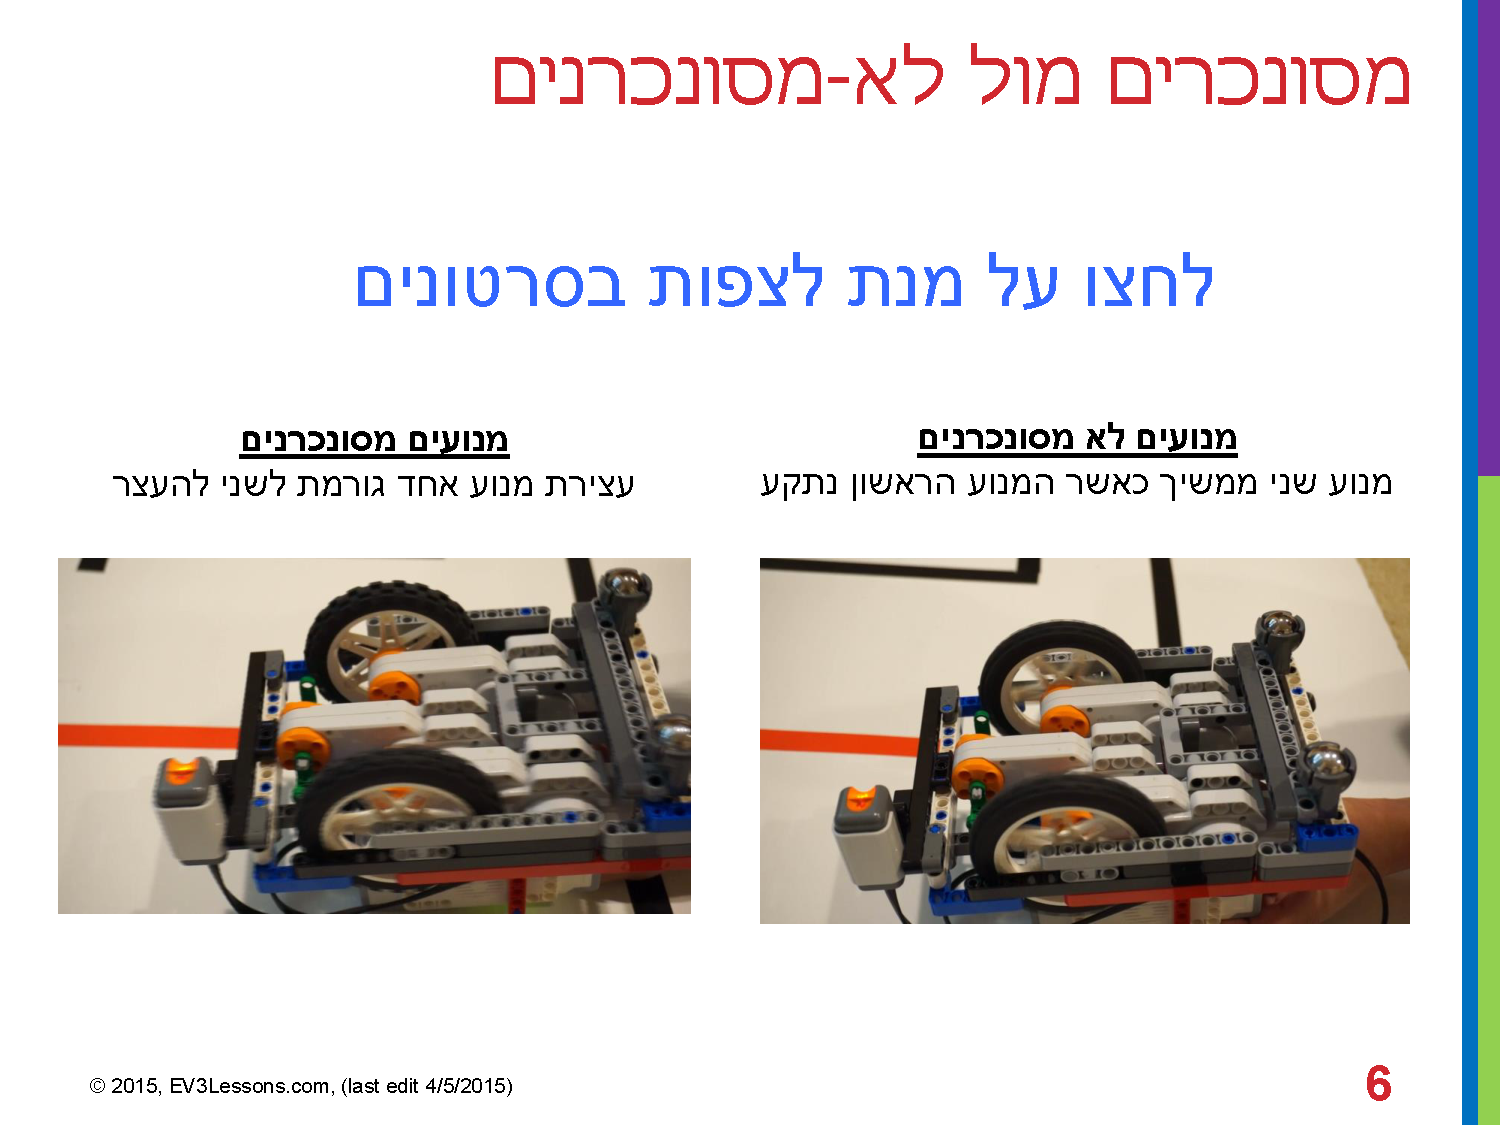 מסונכרים מול לא-מסונכרנים
לחצו על מנת לצפות בסרטונים
מנועים לא מסונכרנים
מנוע שני ממשיך כאשר המנוע הראשון נתקע
מנועים מסונכרנים
עצירת מנוע אחד גורמת לשני להעצר
© 2015, EV3Lessons.com, (last edit 4/5/2015)
6